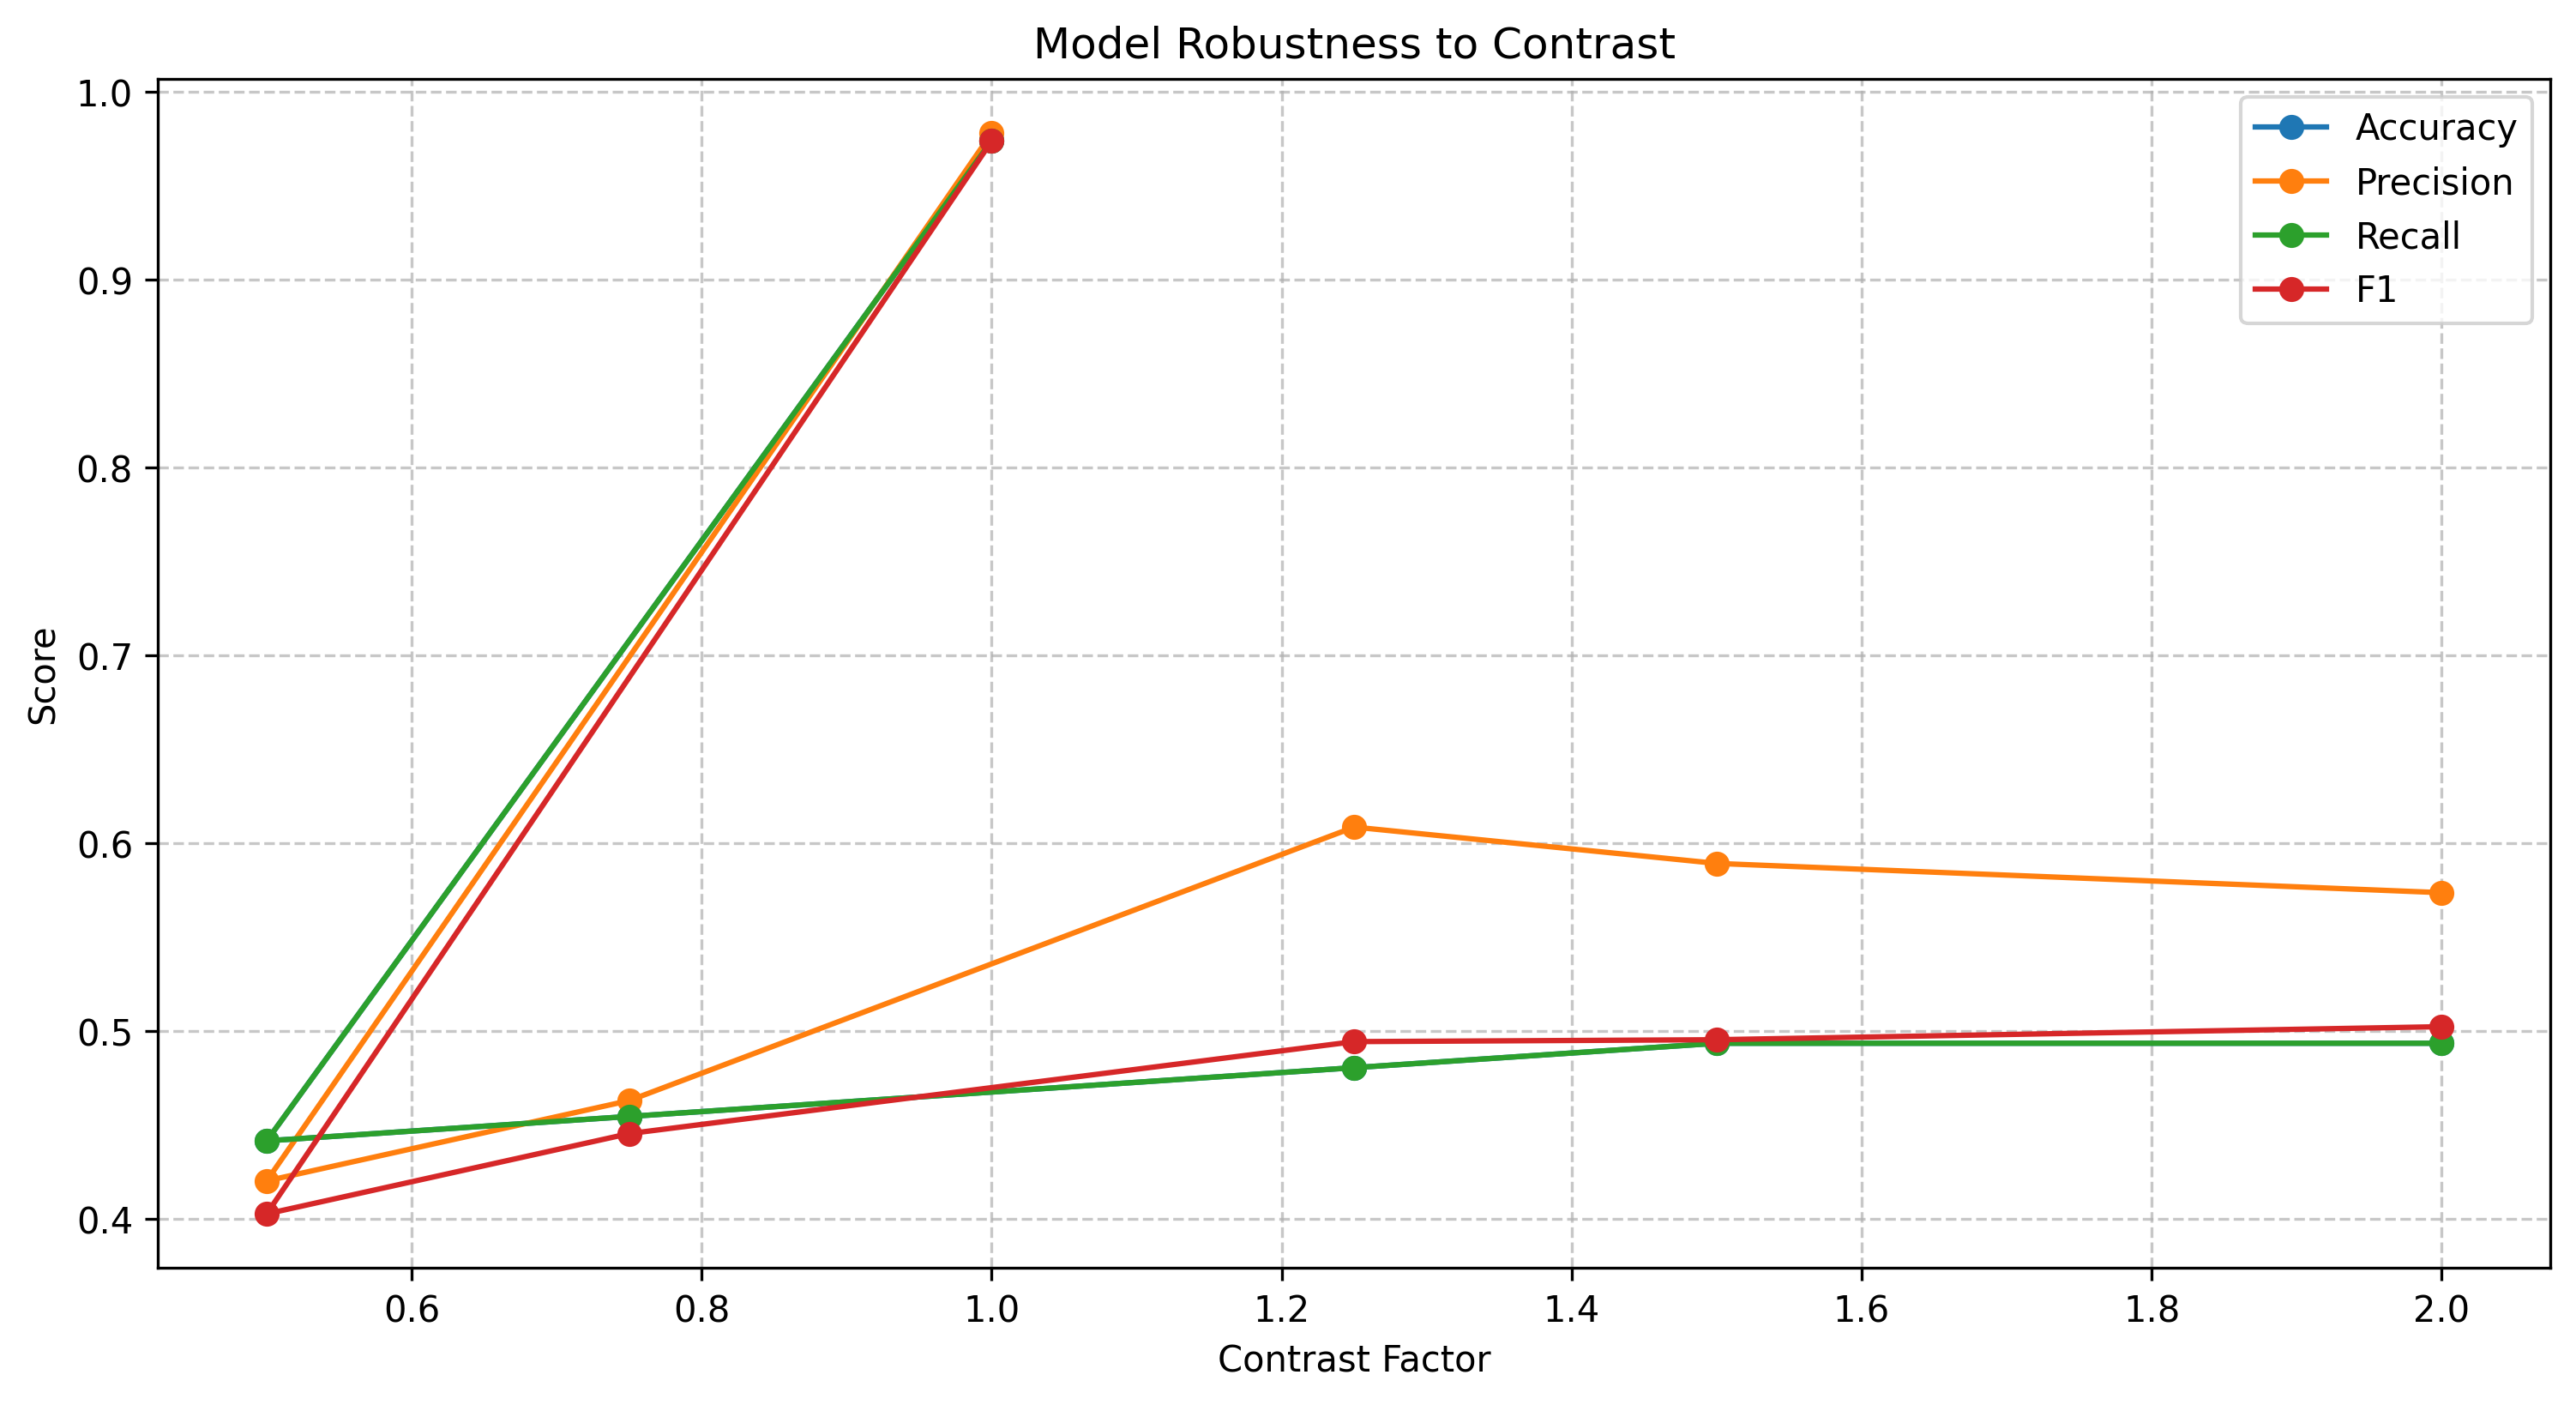 Model Robustness to Contrast
1.0
0.9
0.8
0.7
0.6
0.5
0.4
Score
Accuracy
Precision
Recall
F1
0.6 0.8 1.0 1.2 1.4 1.6 1.8 2.0
Contrast Factor